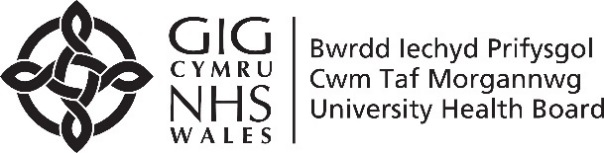 GIG
CYMRU
NHS
WALES
Bwrdd Iechyd Prifysgol
Cwm Taf Morgannwg
University Health Board